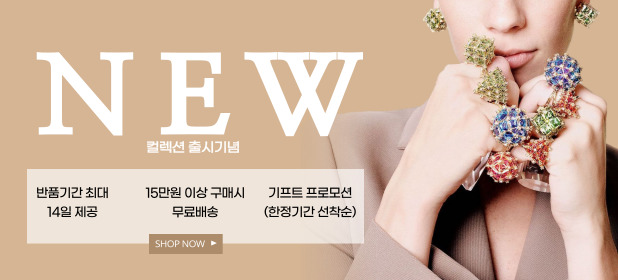 NEW
컬렉션 출시기념
반품기간 최대
14일 제공
15만원 이상 구매시
무료배송
기프트 프로모션
(한정기간 선착순)
SHOP NOW ►